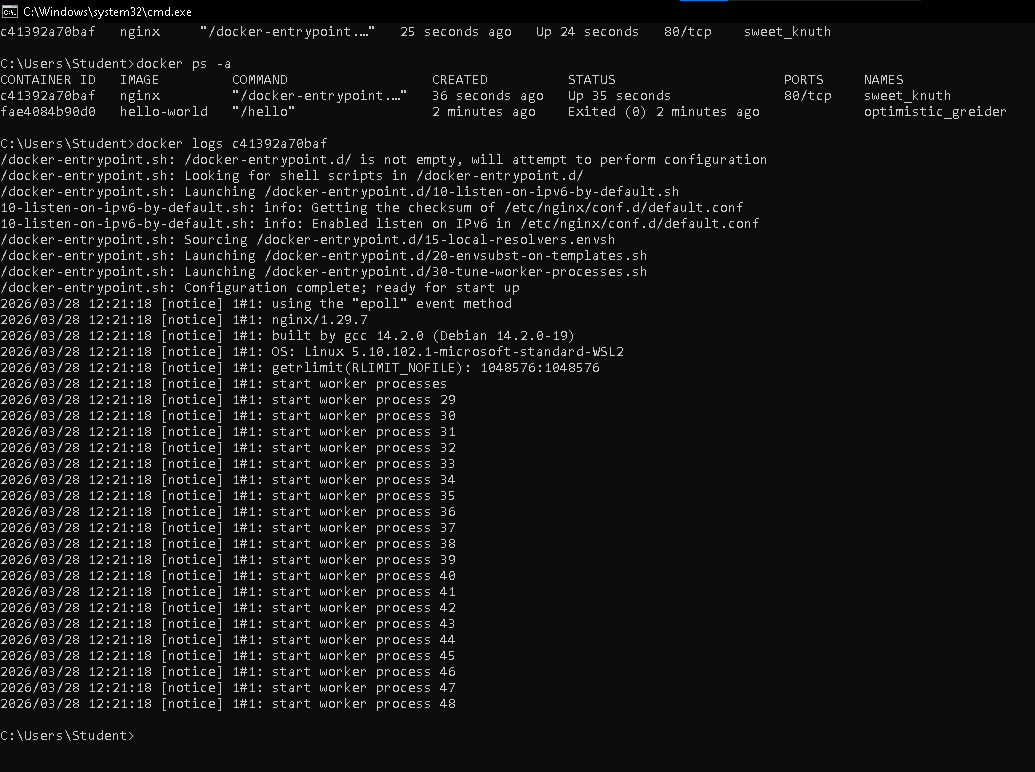 C:\Windows\system32\cmd.exe
c41392a70baf   nginx     "/docker-entrypoint.…"   25 seconds ago   Up 24 seconds   80/tcp    sweet_knuth
C:\Users\Student>docker ps -a
CONTAINER ID   IMAGE         COMMAND                  CREATED          STATUS                     PORTS     NAMES
c41392a70baf   nginx         "/docker-entrypoint.…"   36 seconds ago   Up 35 seconds              80/tcp    sweet_knuth
fae4084b90d0   hello-world   "/hello"                 2 minutes ago    Exited (0) 2 minutes ago             optimistic_greider
C:\Users\Student>docker logs c41392a70baf
/docker-entrypoint.sh: /docker-entrypoint.d/ is not empty, will attempt to perform configuration
/docker-entrypoint.sh: Looking for shell scripts in /docker-entrypoint.d/
/docker-entrypoint.sh: Launching /docker-entrypoint.d/10-listen-on-ipv6-by-default.sh
10-listen-on-ipv6-by-default.sh: info: Getting the checksum of /etc/nginx/conf.d/default.conf
10-listen-on-ipv6-by-default.sh: info: Enabled listen on IPv6 in /etc/nginx/conf.d/default.conf
/docker-entrypoint.sh: Sourcing /docker-entrypoint.d/15-local-resolvers.envsh
/docker-entrypoint.sh: Launching /docker-entrypoint.d/20-envsubst-on-templates.sh
/docker-entrypoint.sh: Launching /docker-entrypoint.d/30-tune-worker-processes.sh
/docker-entrypoint.sh: Configuration complete; ready for start up
2026/03/28 12:21:18 [notice] 1#1: using the "epoll" event method
2026/03/28 12:21:18 [notice] 1#1: nginx/1.29.7
2026/03/28 12:21:18 [notice] 1#1: built by gcc 14.2.0 (Debian 14.2.0-19)
2026/03/28 12:21:18 [notice] 1#1: OS: Linux 5.10.102.1-microsoft-standard-WSL2
2026/03/28 12:21:18 [notice] 1#1: getrlimit(RLIMIT_NOFILE): 1048576:1048576
2026/03/28 12:21:18 [notice] 1#1: start worker processes
2026/03/28 12:21:18 [notice] 1#1: start worker process 29
2026/03/28 12:21:18 [notice] 1#1: start worker process 30
2026/03/28 12:21:18 [notice] 1#1: start worker process 31
2026/03/28 12:21:18 [notice] 1#1: start worker process 32
2026/03/28 12:21:18 [notice] 1#1: start worker process 33
2026/03/28 12:21:18 [notice] 1#1: start worker process 34
2026/03/28 12:21:18 [notice] 1#1: start worker process 35
2026/03/28 12:21:18 [notice] 1#1: start worker process 36
2026/03/28 12:21:18 [notice] 1#1: start worker process 37
2026/03/28 12:21:18 [notice] 1#1: start worker process 38
2026/03/28 12:21:18 [notice] 1#1: start worker process 39
2026/03/28 12:21:18 [notice] 1#1: start worker process 40
2026/03/28 12:21:18 [notice] 1#1: start worker process 41
2026/03/28 12:21:18 [notice] 1#1: start worker process 42
2026/03/28 12:21:18 [notice] 1#1: start worker process 43
2026/03/28 12:21:18 [notice] 1#1: start worker process 44
2026/03/28 12:21:18 [notice] 1#1: start worker process 45
2026/03/28 12:21:18 [notice] 1#1: start worker process 46
2026/03/28 12:21:18 [notice] 1#1: start worker process 47
2026/03/28 12:21:18 [notice] 1#1: start worker process 48
C:\Users\Student>